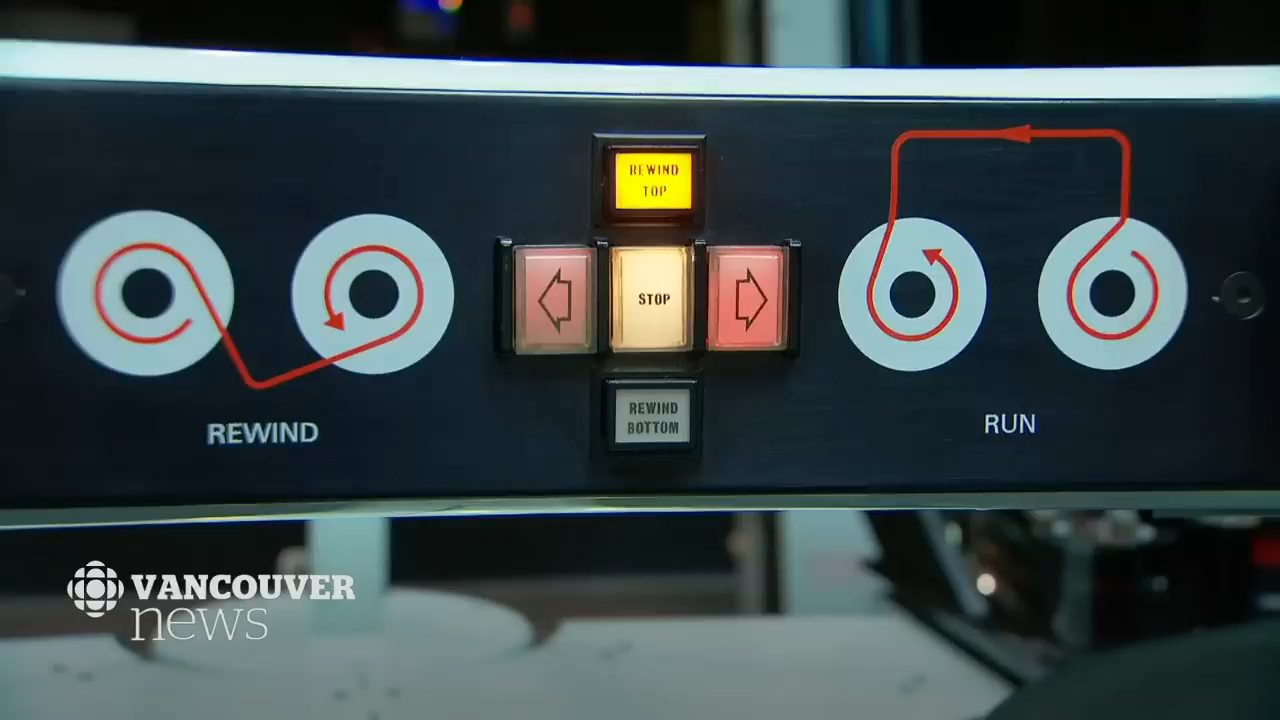 REWIND
TOP
STOP
REWIND
BOTTOM
REWIND
RUN
VANCOUVER
news